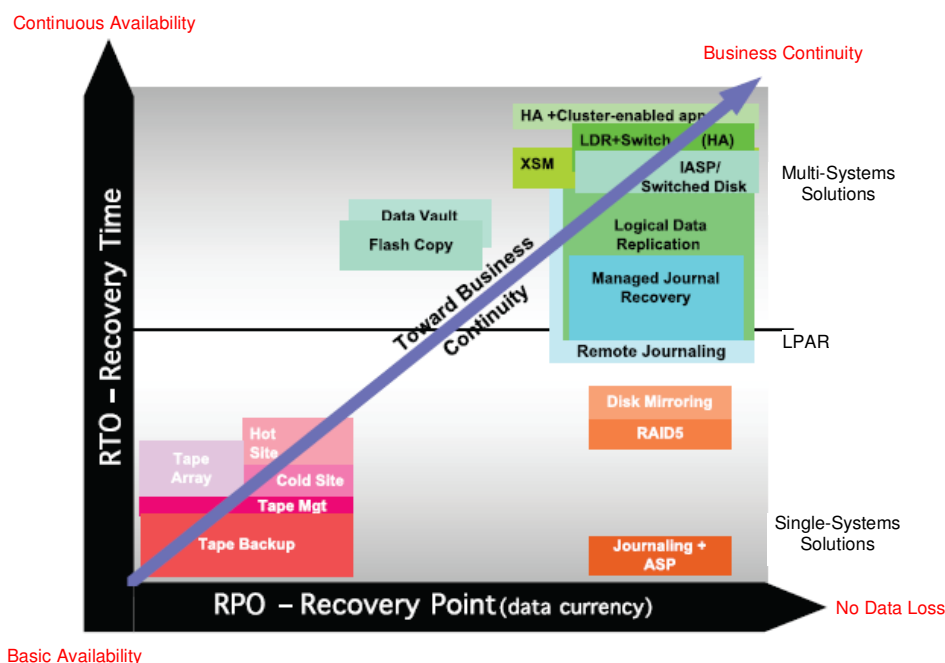 Continuous Availability
Business Continuity
HA +Cluster-enabled app
LDR+Switch (HA)
XSM
IASP/
Switched Disk
Multi-Systems
Solutions
Data Vault
Flash Copy
Logical Data
Replication
Managed Journal
Recovery
Toward Business
Continuity
LPAR
Remote Journaling
RTO – Recovery Time
Disk Mirroring
RAID5
Hot
Site
Tape
Array
Cold Site
Tape Mgt
Tape Backup
Journaling +
ASP
Single-Systems
Solutions
RPO – Recovery Point (data currency)
No Data Loss
Basic Availability